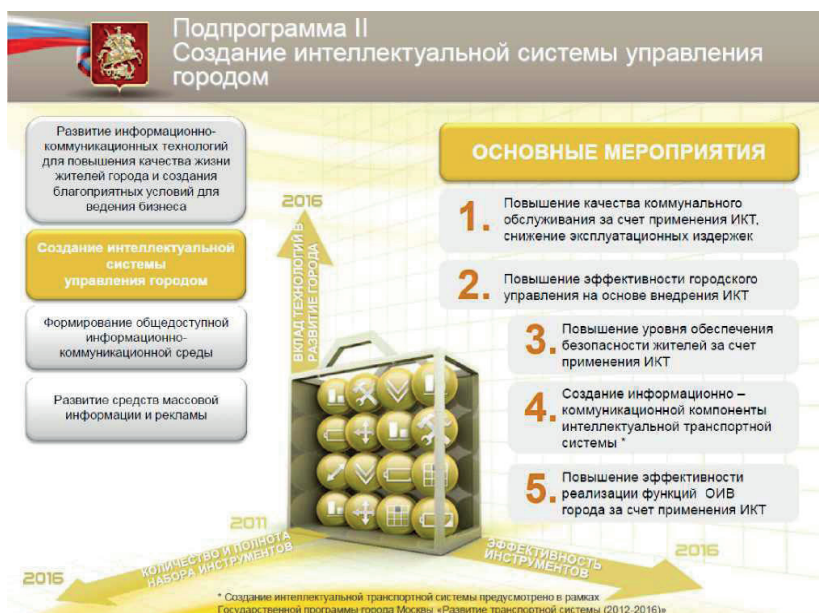 Подпрограмма II
Создание интеллектуальной системы управления
городом
Развитие информационно-
коммуникационных технологий
для повышения качества жизни
жителей города и создания
благоприятных условий для
ведения бизнеса
Создание интеллектуальной
системы
управления городом
Формирование общедоступной
информационно-
коммуникационной среды
Развитие средств массовой
информации и рекламы
2016
ВКЛАД ТЕХНОЛОГИЙ В
РАЗВИТИЕ ГОРОДА
2011
2016
КОЛИЧЕСТВО И ПОЛНОТА
НАБОРА ИНСТРУМЕНТОВ
ЭФФЕКТИВНОСТЬ
ИНСТРУМЕНТОВ
2016
ОСНОВНЫЕ МЕРОПРИЯТИЯ
1. Повышение качества коммунального
обслуживания за счет применения ИКТ,
снижение эксплуатационных издержек
2. Повышение эффективности городского
управления на основе внедрения ИКТ
3. Повышение уровня обеспечения
безопасности жителей за счет
применения ИКТ
4. Создание информационно –
коммуникационной компоненты
интеллектуальной транспортной
системы *
5. Повышение эффективности
реализации функций ОИВ
города за счет применения ИКТ
* Создание интеллектуальной транспортной системы предусмотрено в рамках
Государственной программы города Москвы «Развитие транспортной системы (2012-2016)»